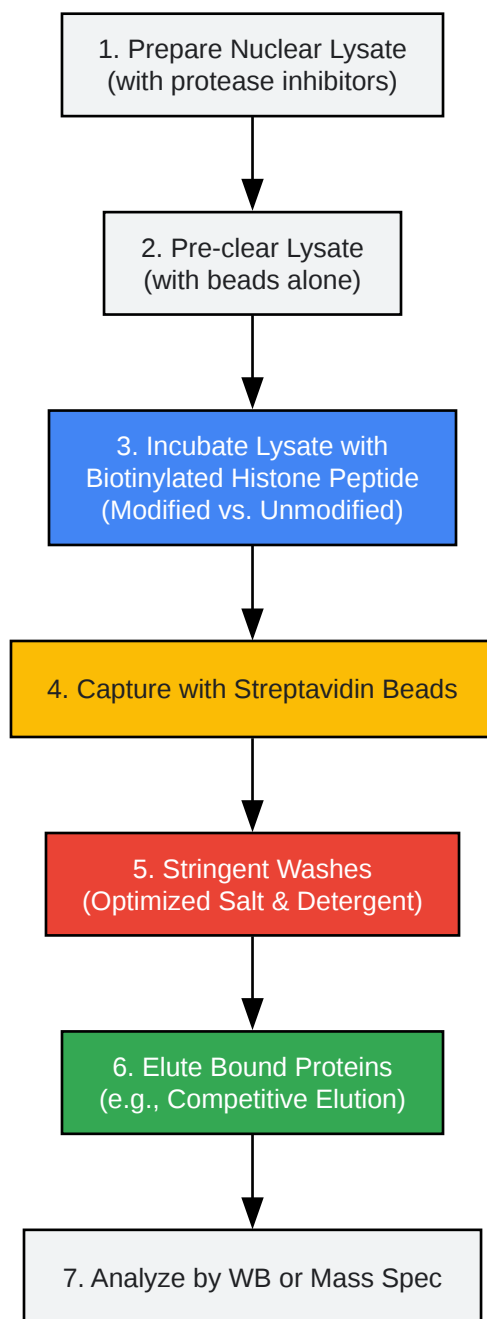 1. Prepare Nuclear Lysate
(with protease inhibitors)
2. Pre-clear Lysate
(with beads alone)
3. Incubate Lysate with
Biotinylated Histone Peptide
(Modified vs. Unmodified)
4. Capture with Streptavidin Beads
5. Stringent Washes
(Optimized Salt & Detergent)
6. Elute Bound Proteins
(e.g., Competitive Elution)
7. Analyze by WB or Mass Spec